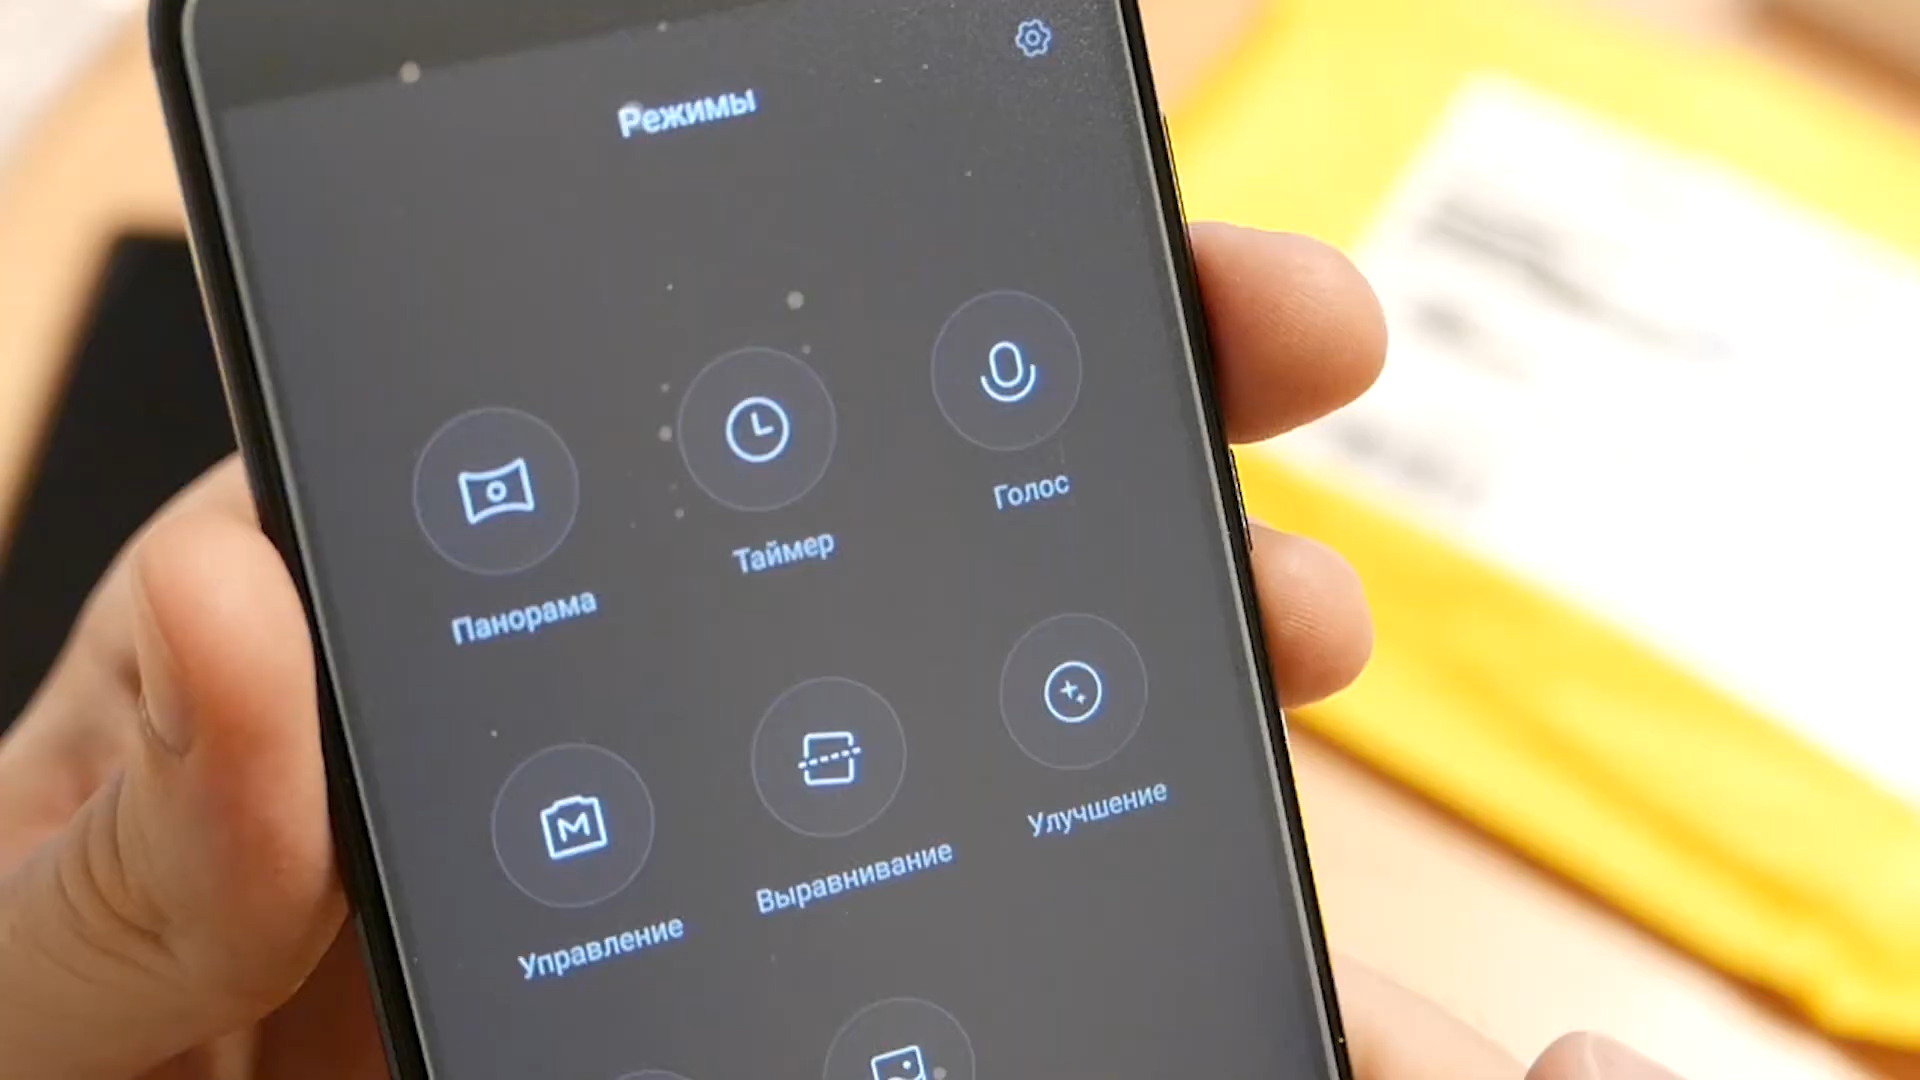 Режимы
Панорама
Таймер
Голос
Управление
Выравнивание
Улучшение